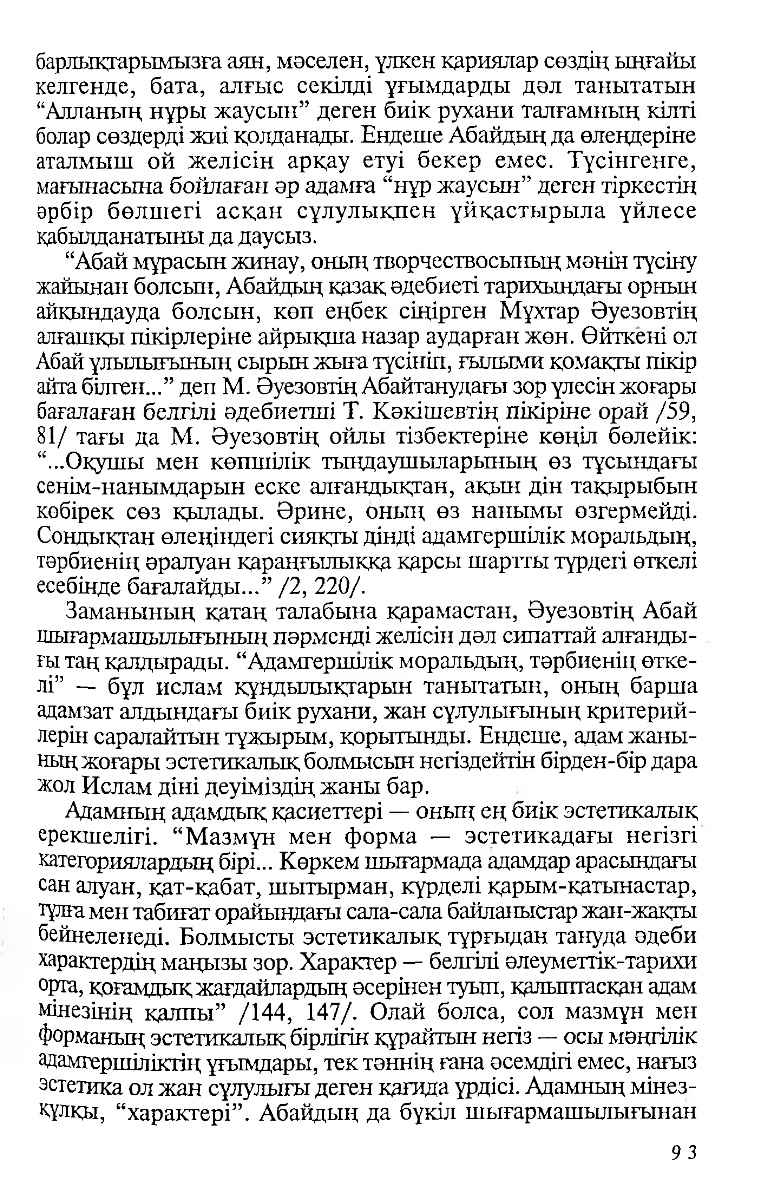 барлықтарымызға аян, мәселен, үлкен қариялар сөздің ыңғайы
келгенде, бата, алғыс секілді ұғымдарды дәл танытатын
“Алланың нұры жаусын” деген биік рухани талғамның кілті
болар сөздерді жиі қолданады. Ендеше Абайдың да өлеңдеріне
аталмыш ой желісін арқау етуі бекер емес. Түсінгенге,
мағынасына бойлаған әр адамға “нұр жаусын” деген тіркестің
әрбір бөлшегі асқан сұлулықпен ұйқастырыла үйлесе
қабылданатыны да даусыз.
“Абай мұрасын жинау, оның творчествосының мәнін түсіну
жайынан болсын, Абайдың қазақ әдебиеті тарихындағы орнын
айқындауда болсын, көп еңбек сіңірген Мұхтар Әуезовтің
алғашқы пікірлеріне айрықша назар аударған жөн. Өйткені ол
Абай ұлылығының сырын жыға түсініп, ғылыми қомақты пікір
айта білген...” деп М. Әуезовтің Абайтанудағы зор үлесін жоғары
бағалаған белгілі әдебиетші Т. Кәкішевтің пікіріне орай /59,
81/ тағы да М. Әуезовтің ойлы тізбектеріне көңіл бөлейік:
“...Оқушы мен көпшілік тыңдаушыларының өз тұсындағы
сенім-нанымдарын еске алғандықтан, ақын дін тақырыбын
көбірек сөз қылады. Әрине, оның өз нанымы өзгермейді.
Сондықтан өлеңіндегі сияқты дінді адамгершілік моральдың,
тәрбиенің әралуан қараңғылыққа қарсы шартты түрдегі өткелі
есебінде бағалайды...” /2, 220/.
Заманының қатаң талабына қарамастан, Әуезовтің Абай
шығармашылығының пәрменді желісін дәл сипаттай алғанды-
ғы таң қалдырады. “Адамгершілік моральдың, тәрбиенің өтке-
лі” — бұл ислам құндылықтарын танытатын, оның барша
адамзат алдындағы биік рухани, жан сұлулығының критерий-
лерін саралайтын тұжырым, қорытынды. Ендеше, адам жаны-
ның жоғары эстетикалық болмысын негіздейтін бірден-бір дара
жол Ислам діні деуіміздің жаны бар.
Адамның адамдық қасиеттері — оның ең биік эстетикалық
ерекшелігі. “Мазмұн мен форма — эстетикадағы негізгі
категориялардың бірі... Көркем шығармада адамдар арасындағы
сан алуан, қат-қабат, шытырман, күрделі қарым-қатынастар,
тұлға мен табиғат орайындағы сала-сала байланыстар жан-жақты
бейнеленеді. Болмысты эстетикалық тұрғыдан тануда әдеби
характердің маңызы зор. Характер — белгілі әлеуметтік-тарихи
орта, қоғамдық жағдайлардың әсерінен туып, қалыптасқан адам
мінезінің қалпы” /144, 147/. Олай болса, сол мазмұн мен
форманың эстетикалық бірлігін құрайтын негіз — осы мәңгілік
адамгершіліктің ұғымдары, тек тәннің ғана әсемдігі емес, нағыз
эстетика ол жан сұлулығы деген қағида үрдісі. Адамның мінез-
құлқы, “характері”. Абайдың да бүкіл шығармашылығынан
93